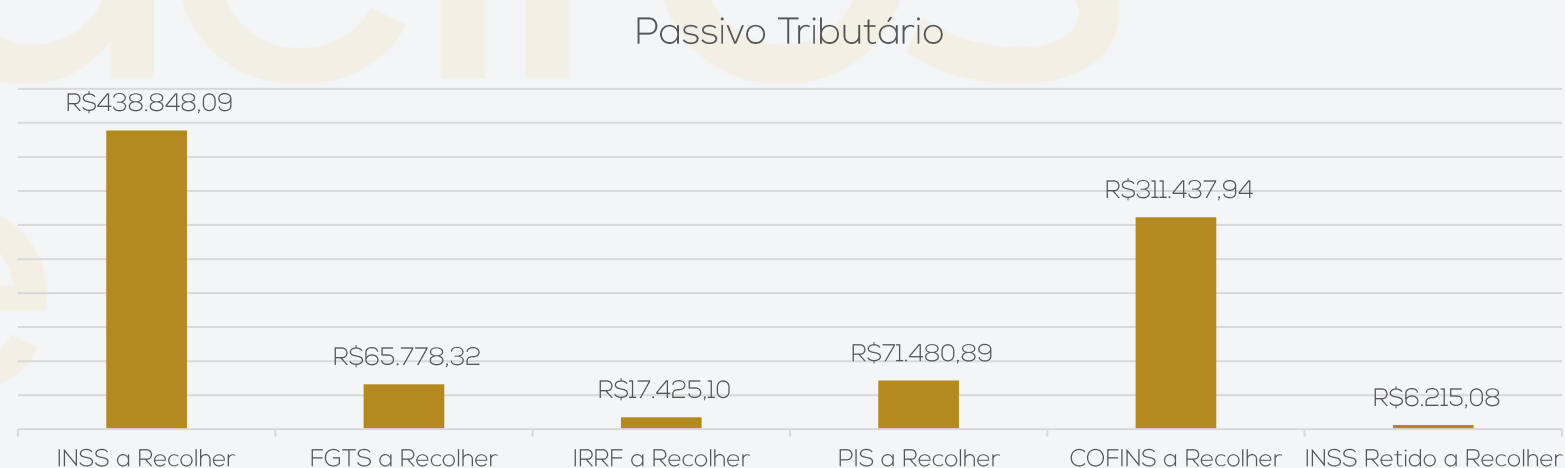 Passivo Tributário
R$438.848,09
R$311.437,94
R$65.778,32
R$71.480,89
R$17.425,10
R$6.215,08
INSS a Recolher
FGTS a Recolher
IRRF a Recolher
PIS a Recolher
COFINS a Recolher
INSS Retido a Recolher